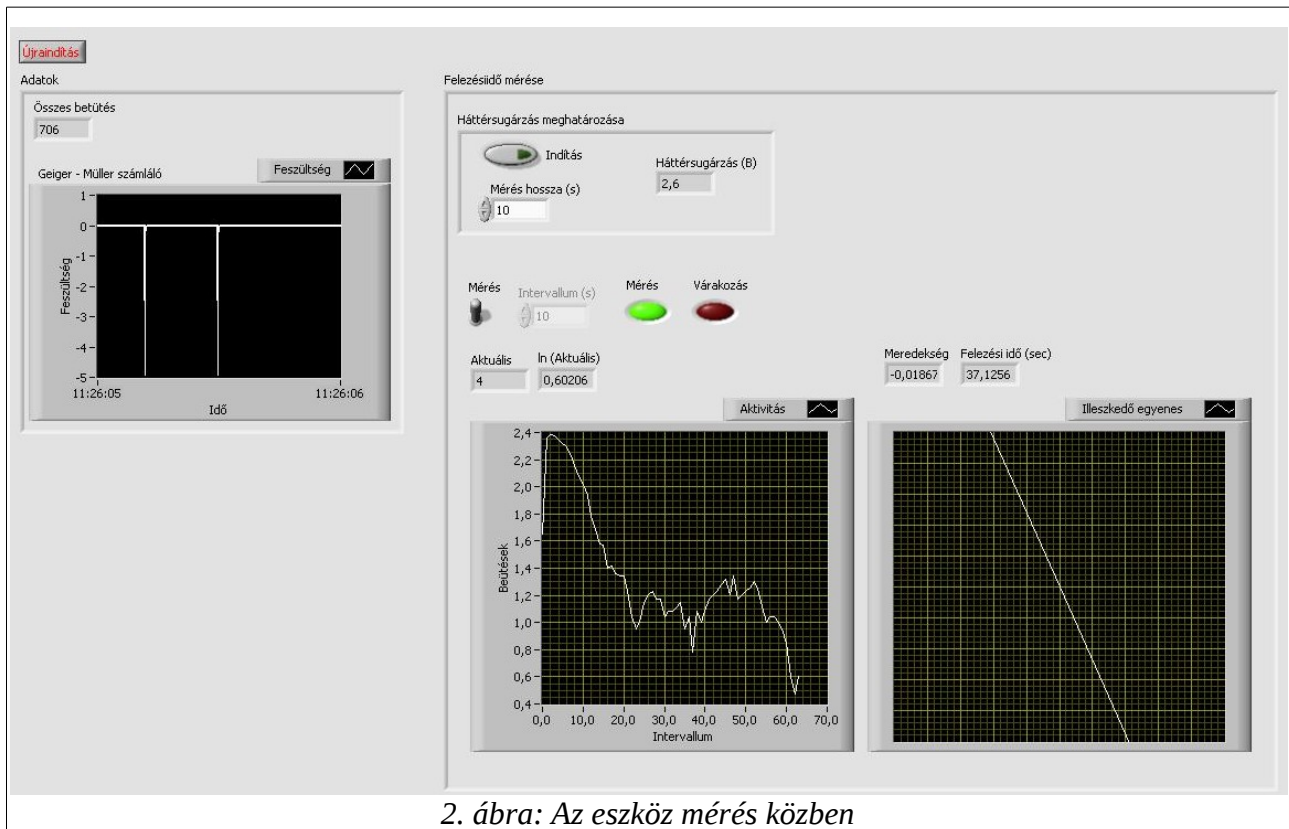 Újraindítás
Adatok
Összes betütés
706
Geiger - Müller számláló
Feszültség
1
0
-1
-2
-3
-4
-5
Feszültség
11:26:05
11:26:06
Idő
Felezésiidő mérése
Háttérsugárzás meghatározása
Indítás
Mérés hossza (s)
10
Háttérsugárzás (B)
2,6
Mérés
Intervallum (s)
10
Mérés
Várakozás
Aktuális
4
ln (Aktuális)
0,60206
Aktivitás
2,4
2,2
2,0
1,8
1,6
1,4
1,2
1,0
0,8
0,6
0,4
Beütések
0,0 10,0 20,0 30,0 40,0 50,0 60,0 70,0
Intervallum
Meredekség
-0,01867
Felezési idő (sec)
37,1256
Illeszkedő egyenes
2. ábra: Az eszköz mérés közben